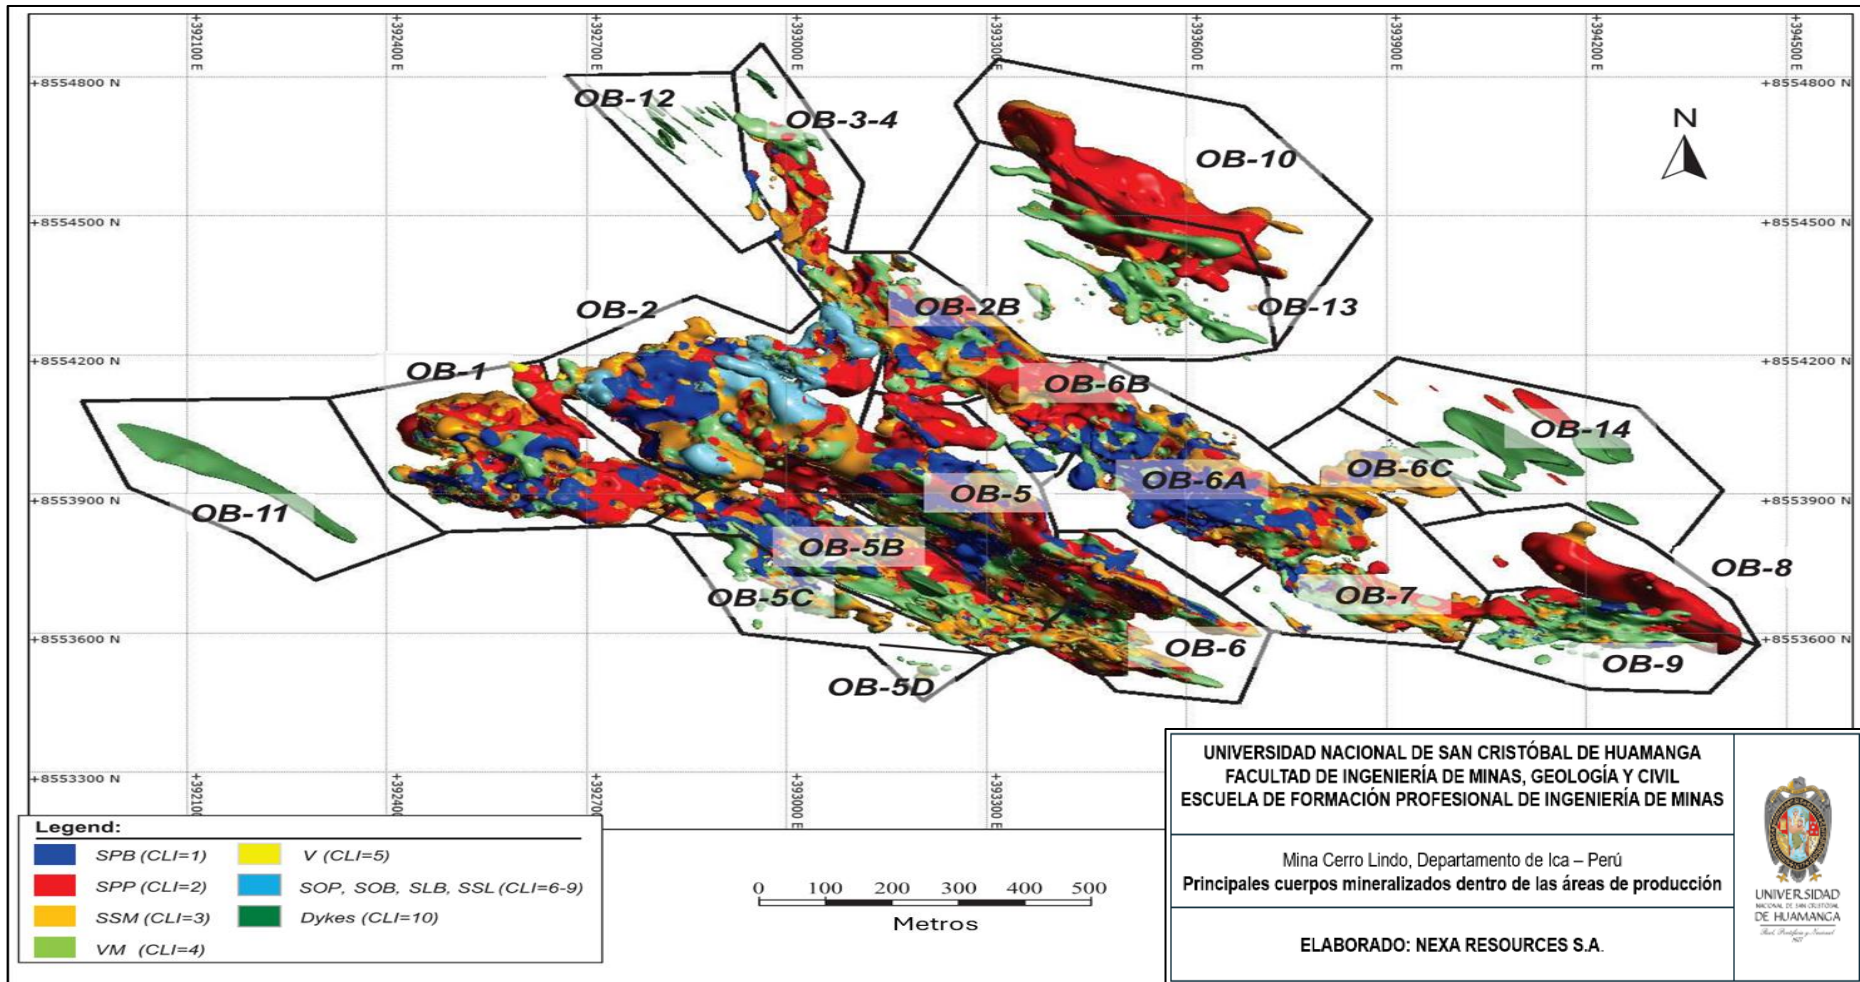 +392100 E
+392400 E
+392700 E
+393000 E
+393300 E
+393600 E
+393900 E
+394200 E
+394500 E
+8554800 N
+8554800 N
OB-12
OB-3-4
N
OB-10
+8554500 N
+8554500 N
OB-2
OB-2B
OB-13
+8554200 N
+8554200 N
OB-1
OB-6B
OB-14
OB-6C
OB-6A
OB-5
+8553900 N
+8553900 N
OB-11
OB-5B
OB-8
OB-5C
OB-7
+8553600 N
+8553600 N
OB-6
OB-9
OB-5D
+8553300 N
+392100 E
+392400 E
+392700 E
+393000 E
+393300 E
Legend:
SPB (CLI=1)
SPP (CLI=2)
SSM (CLI=3)
VM (CLI=4)
V (CLI=5)
SOP, SOB, SLB, SSL (CLI=6-9)
Dykes (CLI=10)
0 100 200 300 400 500
Metros
UNIVERSIDAD NACIONAL DE SAN CRISTÓBAL DE HUAMANGA
FACULTAD DE INGENIERÍA DE MINAS, GEOLOGÍA Y CIVIL
ESCUELA DE FORMACIÓN PROFESIONAL DE INGENIERÍA DE MINAS
Mina Cerro Lindo, Departamento de Ica – Perú
Principales cuerpos mineralizados dentro de las áreas de producción
ELABORADO: NEXA RESOURCES S.A.
UNIVERSIDAD
NACIONAL DE SAN CRISTÓBAL
DE HUAMANGA